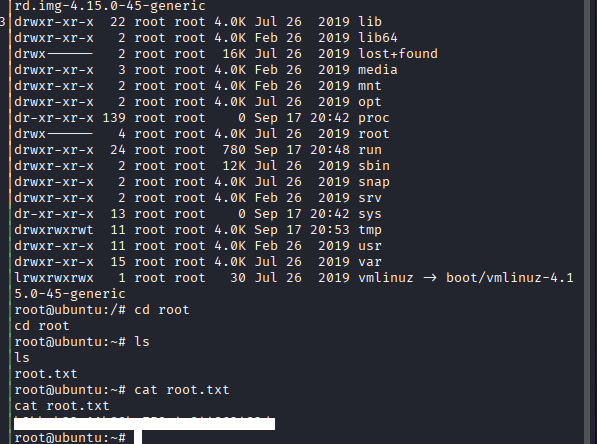 rd.img-4.15.0-45-generic
3 drwxr-xr-x  22 root root 4.0K Jul 26  2019 lib
drwxr-xr-x   2 root root 4.0K Feb 26  2019 lib64
drwx------   2 root root  16K Jul 26  2019 lost+found
drwxr-xr-x   3 root root 4.0K Feb 26  2019 media
drwxr-xr-x   2 root root 4.0K Feb 26  2019 mnt
drwxr-xr-x   2 root root 4.0K Jul 26  2019 opt
dr-xr-xr-x 139 root root    0 Sep 17 20:42 proc
drwx------   4 root root 4.0K Jul 26  2019 root
drwxr-xr-x  24 root root  780 Sep 17 20:48 run
drwxr-xr-x   2 root root  12K Jul 26  2019 sbin
drwxr-xr-x   2 root root 4.0K Jul 26  2019 snap
drwxr-xr-x   2 root root 4.0K Feb 26  2019 srv
dr-xr-xr-x  13 root root    0 Sep 17 20:42 sys
drwxrwxrwt  11 root root 4.0K Sep 17 20:53 tmp
drwxr-xr-x  11 root root 4.0K Feb 26  2019 usr
drwxr-xr-x  15 root root 4.0K Jul 26  2019 var
lrwxrwxrwx   1 root root   30 Jul 26  2019 vmlinuz -> boot/vmlinuz-4.1
5.0-45-generic
root@ubuntu:/# cd root
cd root
root@ubuntu:~# ls
ls
root.txt
root@ubuntu:~# cat root.txt
cat root.txt
root@ubuntu:~#